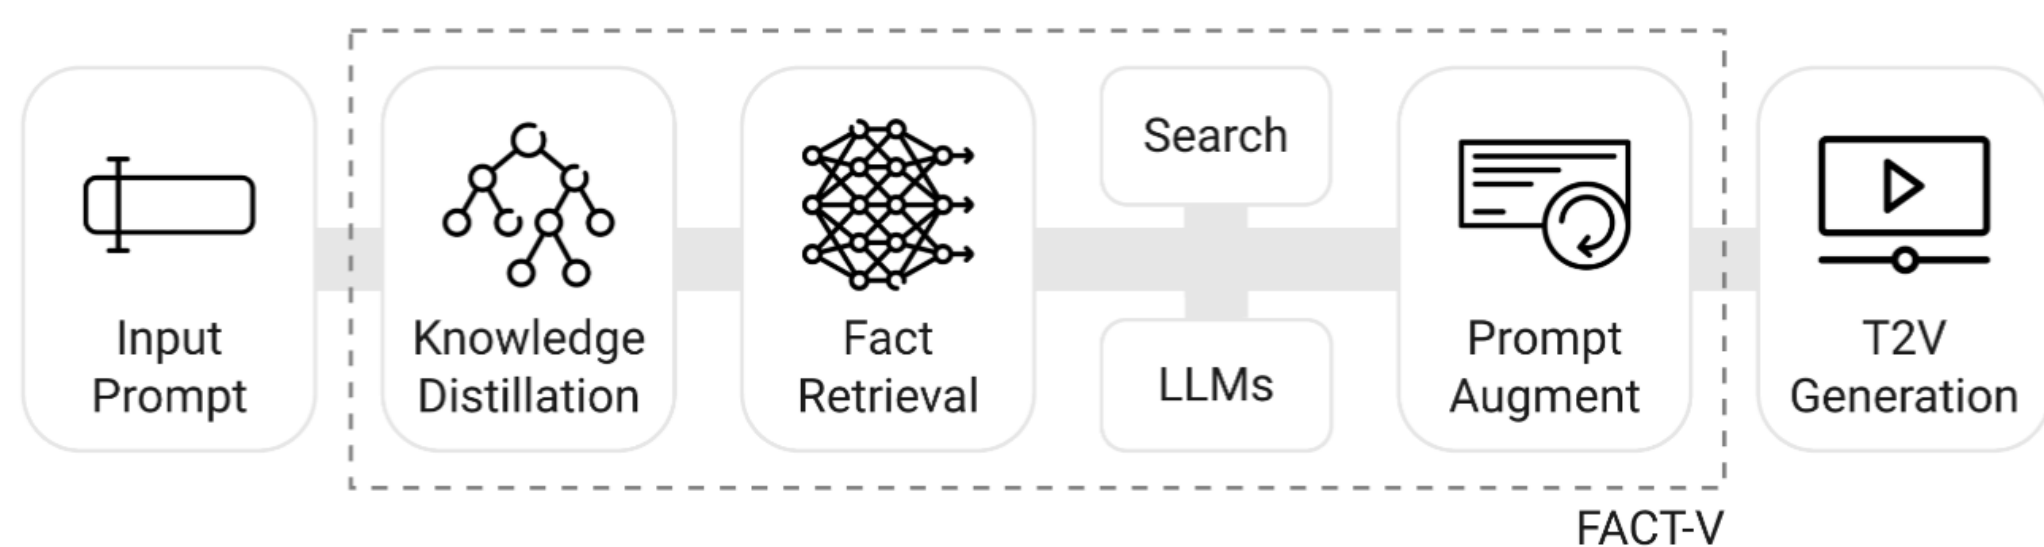 Input
Prompt
Knowledge
Distillation
Fact
Retrieval
Search
LLMs
Prompt
Augment
T2V
Generation
FACT-V